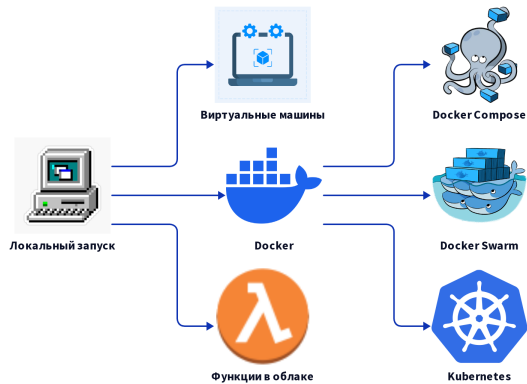 Виртуальные машины
Docker Compose
Локальный запуск
Docker
Docker Swarm
Функции в облаке
Kubernetes